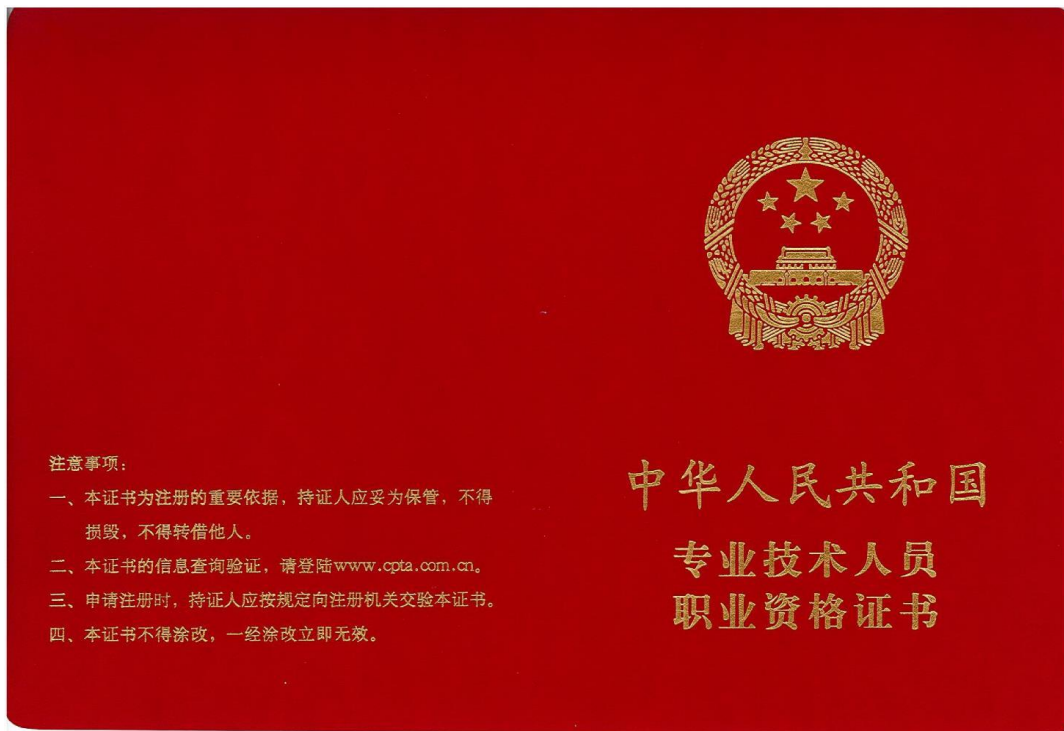 注意事项：
一、本证书为注册的重要依据，持证人应妥为保管，不得
损毁，不得转借他人。
二、本证书的信息查询验证，请登陆www.cpta.com.cn。
三、申请注册时，持证人应按规定向注册机关交验本证书。
四、本证书不得涂改，一经涂改立即无效。
中华人民共和国
专业技术人员
职业资格证书